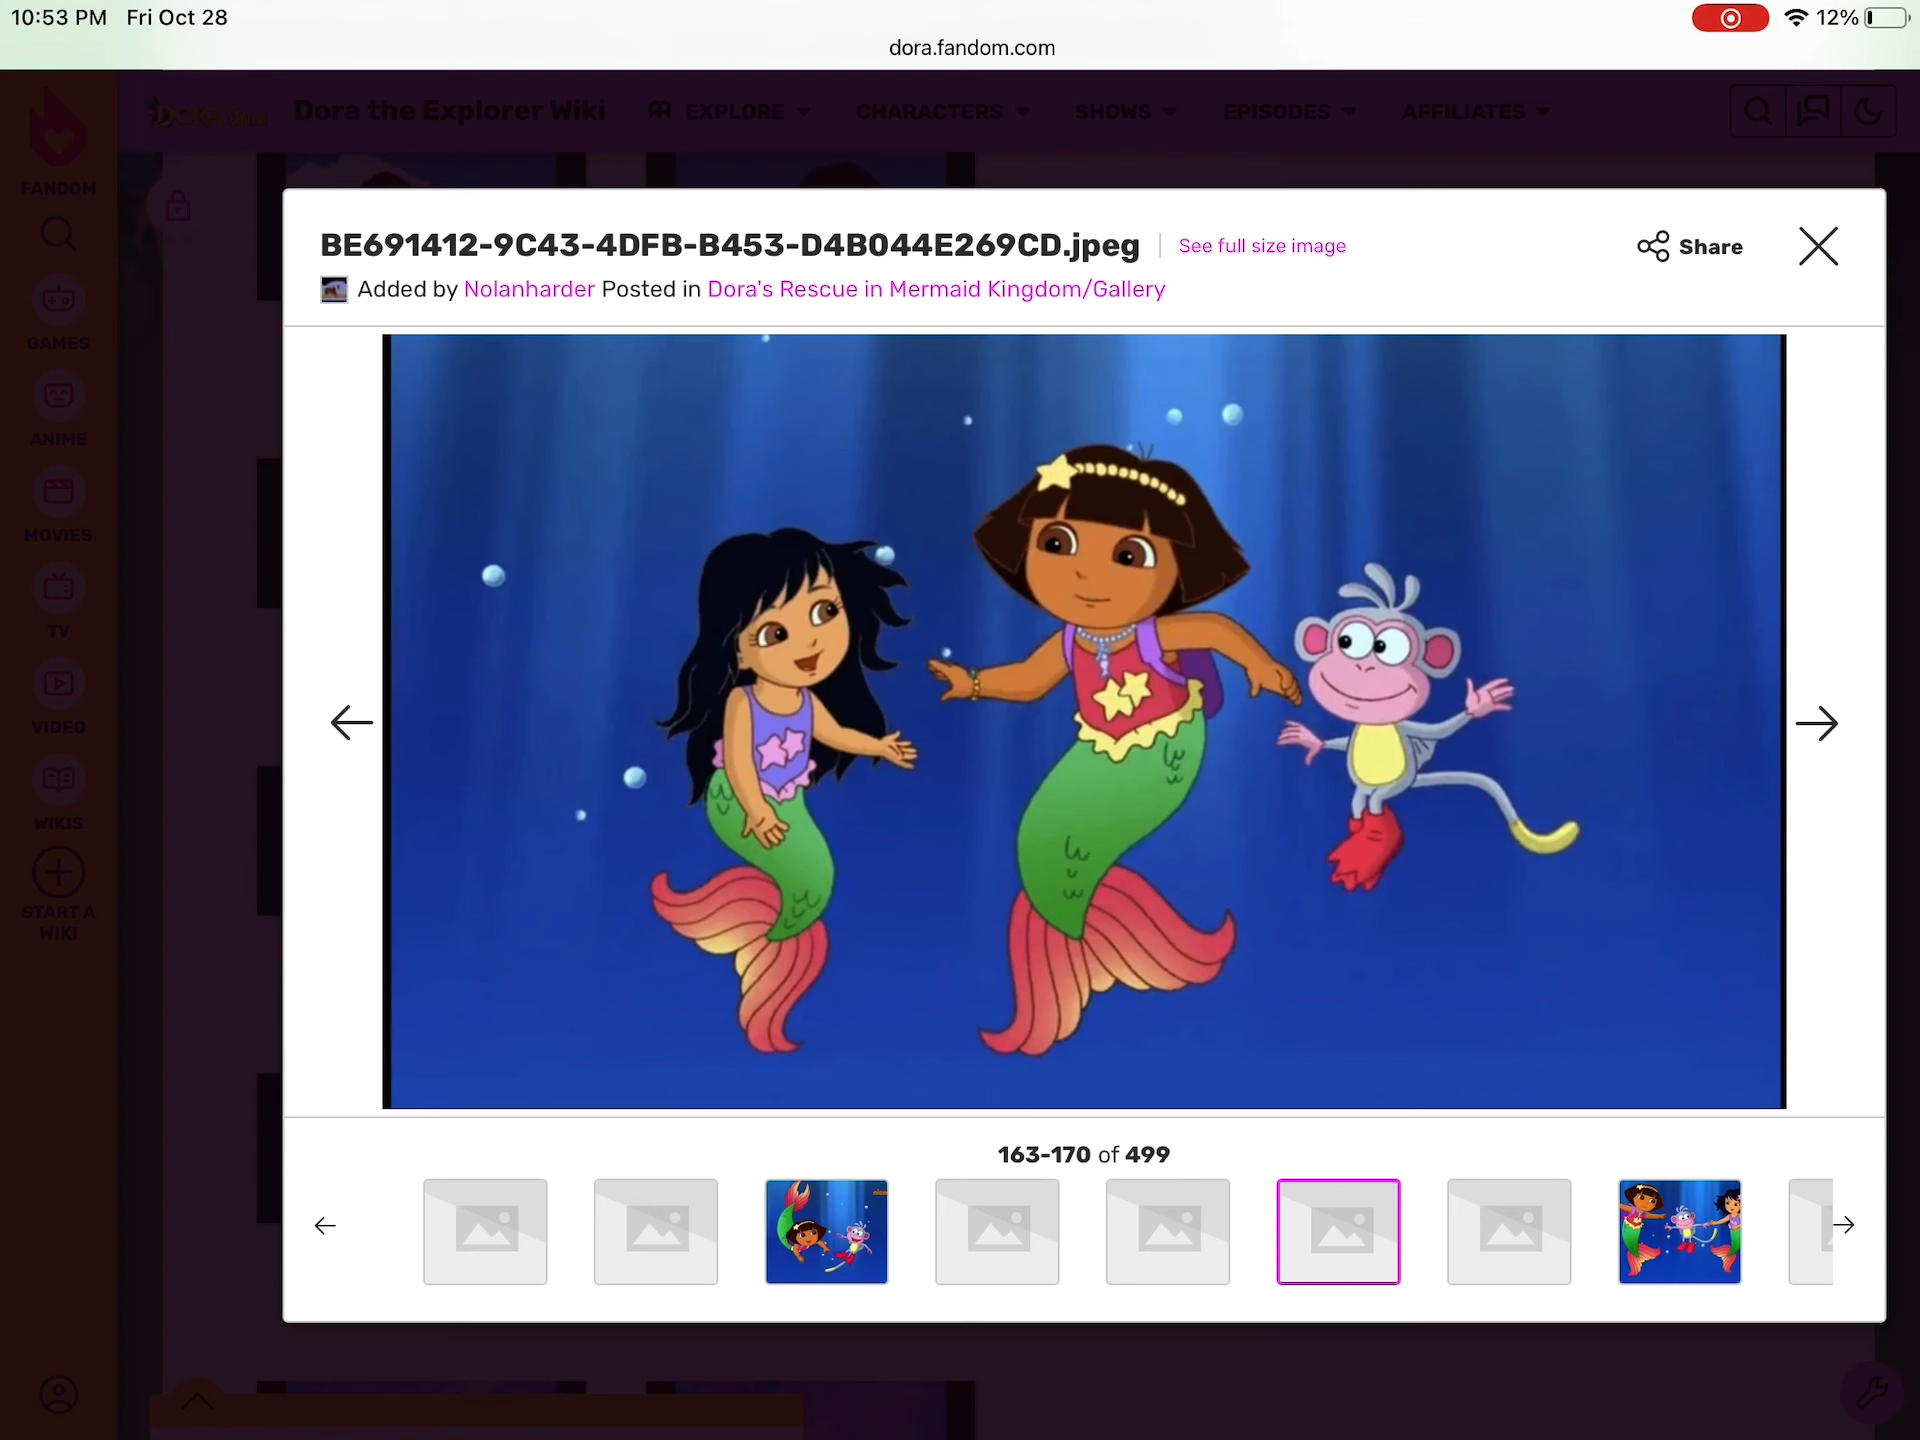 10:53 PM Fri Oct 28
12%
dora.fandom.com
Dora the Explorer Wiki
EXPLORE
CHARACTERS
SHOWS
EPISODES
AFFILIATES
FANDOM
GAMES
ANIME
MOVIES
TV
VIDEO
WIKIS
START A
WIKI
BE691412-9C43-4DFB-B453-D4B044E269CD.jpeg
See full size image
Share
Added by Nolanharder Posted in Dora's Rescue in Mermaid Kingdom/Gallery
163-170 of 499